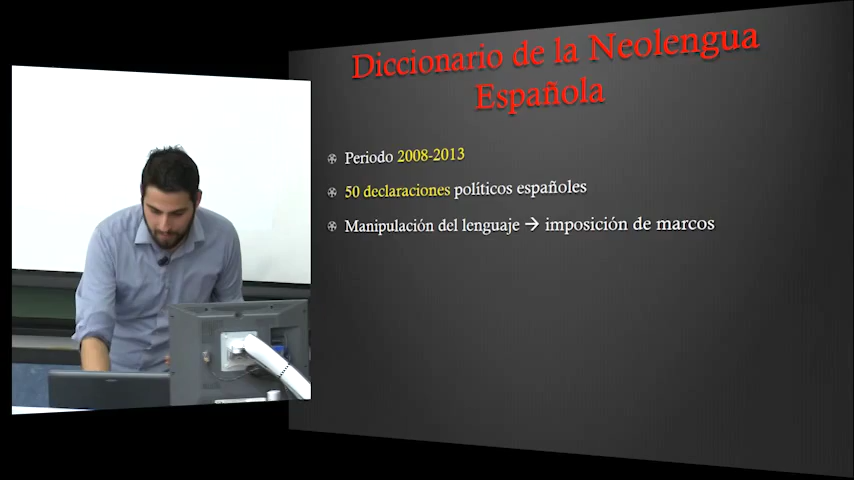 Diccionario de la Neolengua
Española
Periodo 2008-2013
50 declaraciones políticos españoles
Manipulación del lenguaje → imposición de marcos